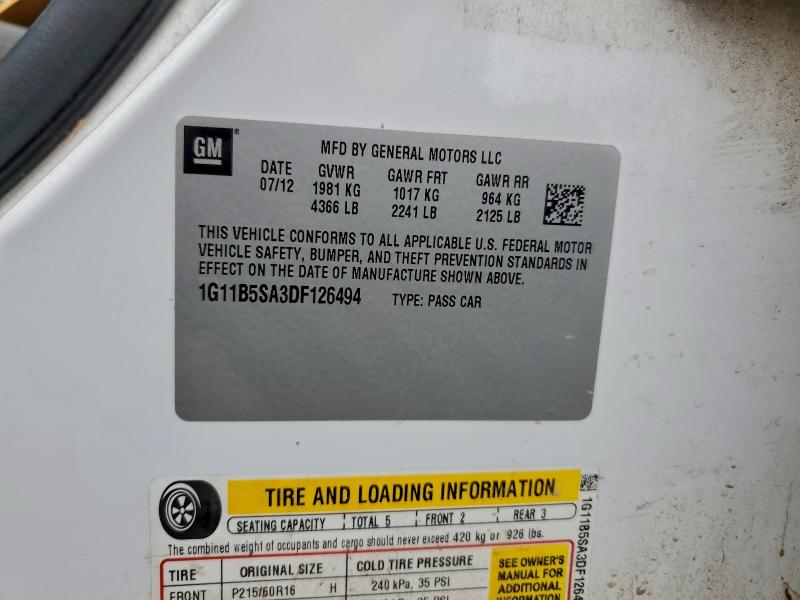 GM
MFD BY GENERAL MOTORS LLC
DATE GVWR GAWR FRT GAWR RR
07/12 1981 KG 1017 KG 964 KG
4366 LB 2241 LB 2125 LB
THIS VEHICLE CONFORMS TO ALL APPLICABLE U.S. FEDERAL MOTOR
VEHICLE SAFETY, BUMPER, AND THEFT PREVENTION STANDARDS IN
EFFECT ON THE DATE OF MANUFACTURE SHOWN ABOVE.
1G11B5SA3DF126494 TYPE: PASS CAR
TIRE AND LOADING INFORMATION
SEATING CAPACITY TOTAL 5 FRONT 2 REAR 3
The combined weight of occupants and cargo should never exceed 420 kg or 926 lbs.
TIRE ORIGINAL SIZE COLD TIRE PRESSURE
FRONT P215/60R16 H 240 kPa, 35 PSI
SEE OWNER'S
MANUAL FOR
ADDITIONAL
1G11B5SA3DF1264